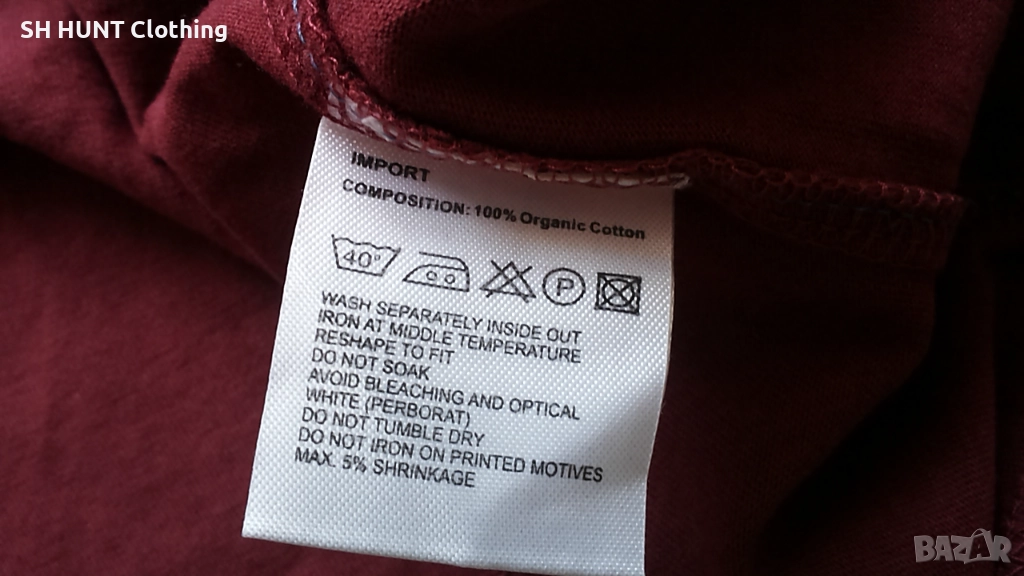 SH HUNT Clothing
IMPORT
COMPOSITION: 100% Organic Cotton
40° P
WASH SEPARATELY INSIDE OUT
IRON AT MIDDLE TEMPERATURE
RESHAPE TO FIT
DO NOT SOAK
AVOID BLEACHING AND OPTICAL
WHITE (PERBORAT)
DO NOT TUMBLE DRY
DO NOT IRON ON PRINTED MOTIVES
MAX. 5% SHRINKAGE
BAZAR